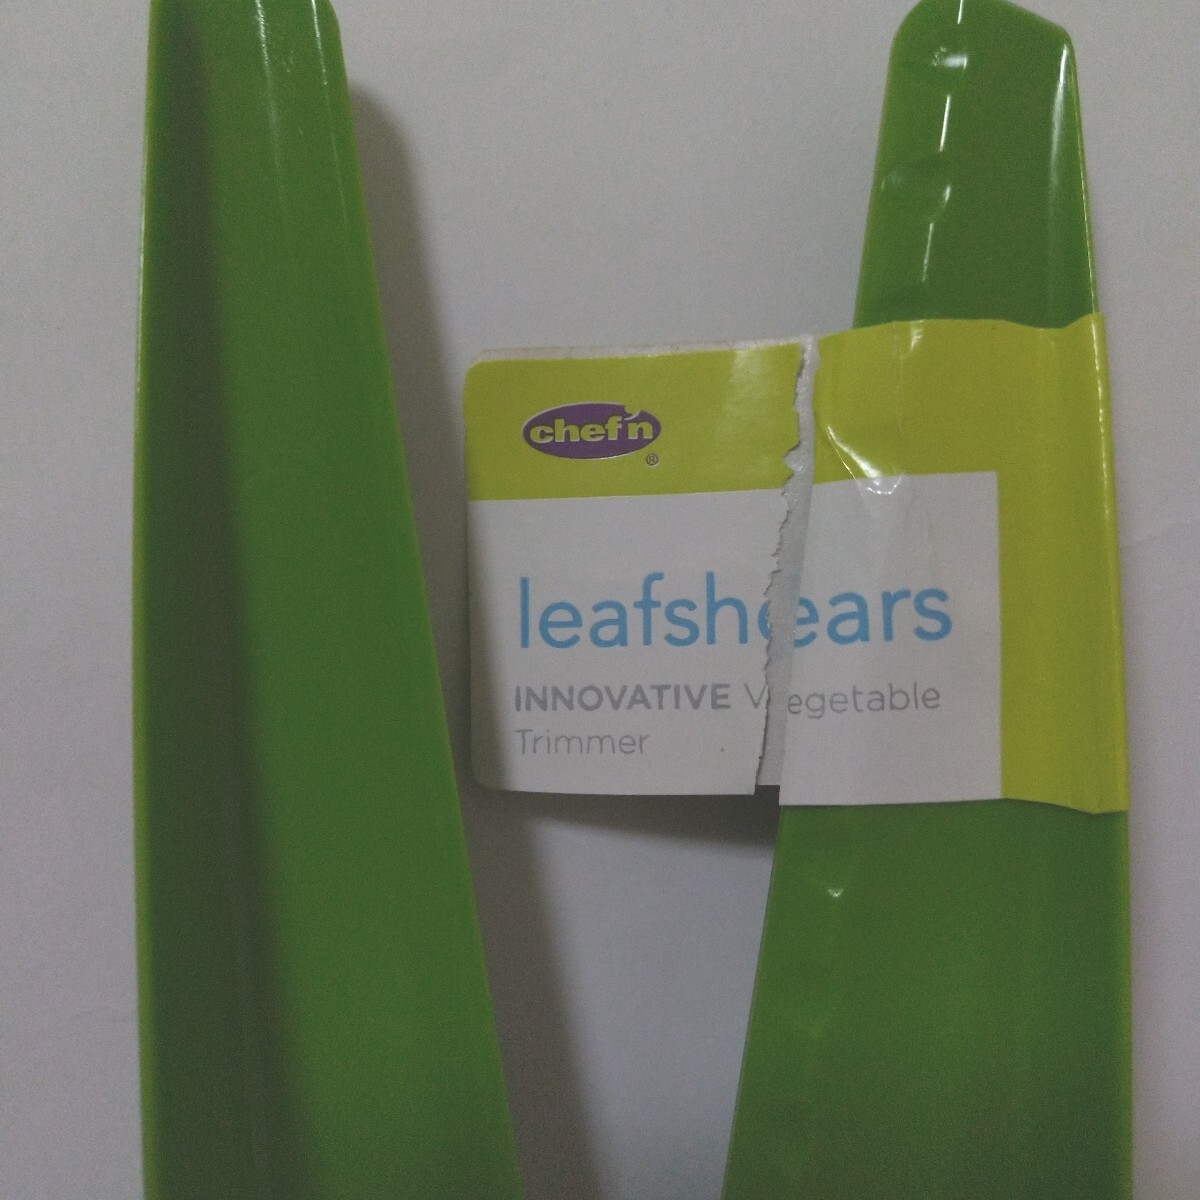 chef'n
®
leafshears
INNOVATIVE Vegetable
Trimmer